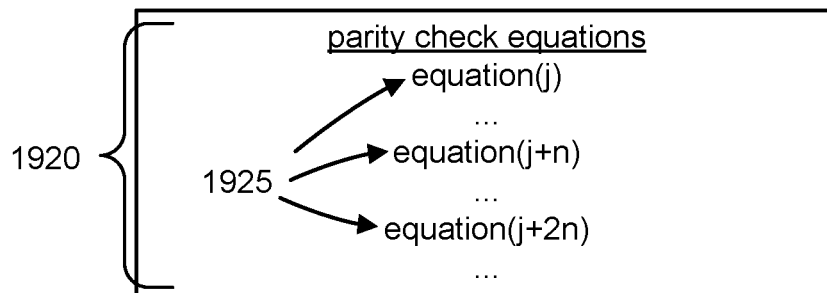 parity check equations
equation(j)
...
1920
equation(j+n)
1925
...
equation(j+2n)
...